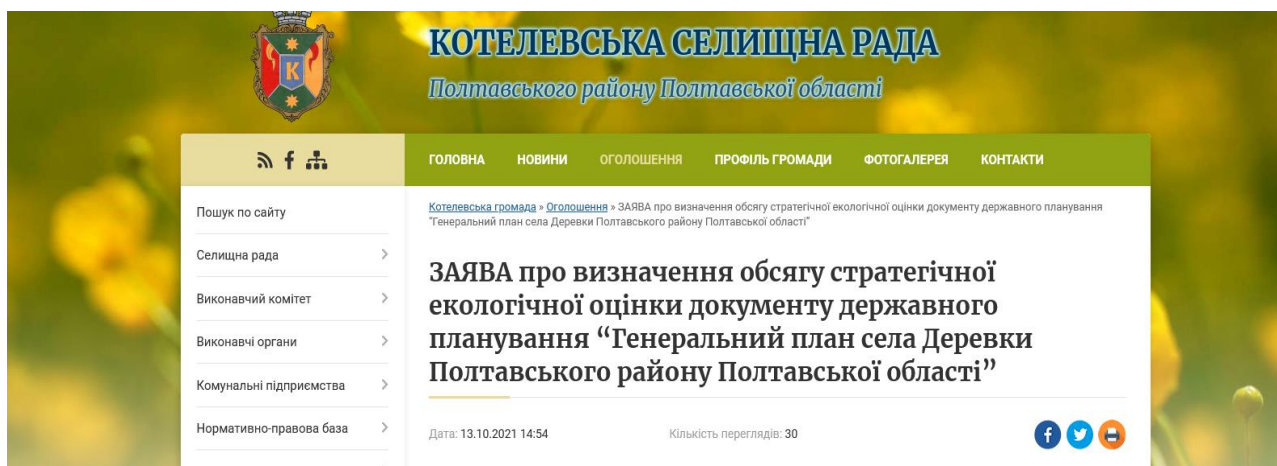 К
КОТЕЛЕВСЬКА СЕЛИЩНА РАДА
Полтавського району Полтавської області
ГОЛОВНА НОВИНИ ОГОЛОШЕННЯ ПРОФІЛЬ ГРОМАДИ ФОТОГАЛЕРЕЯ КОНТАКТИ
Пошук по сайту
Селищна рада
Виконавчий комітет
Виконавчі органи
Комунальні підприємства
Нормативно-правова база
Котелевська громада » Оголошення » ЗАЯВА про визначення обсягу стратегічної екологічної оцінки документу державного планування
"Генеральний план села Деревки Полтавського району Полтавської області"
ЗАЯВА про визначення обсягу стратегічної
екологічної оцінки документу державного
планування “Генеральний план села Деревки
Полтавського району Полтавської області”
Дата: 13.10.2021 14:54
Кількість переглядів: 30